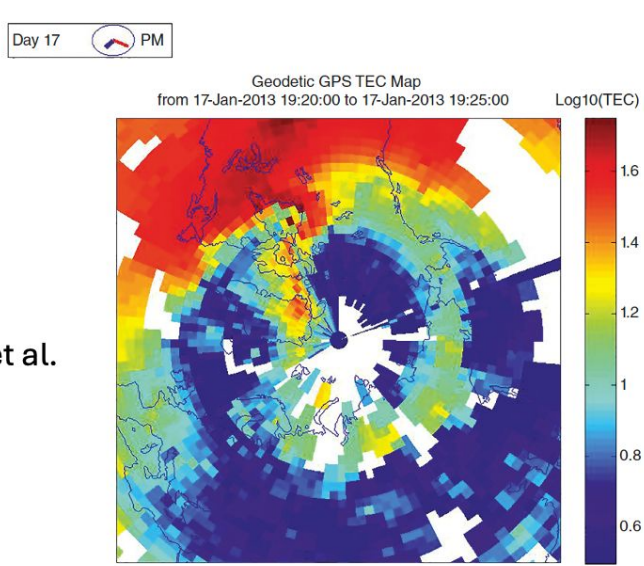 Day 17 PM
Geodetic GPS TEC Map
from 17-Jan-2013 19:20:00 to 17-Jan-2013 19:25:00
Log10(TEC)
1.6
1.4
1.2
1
0.8
0.6
et al.